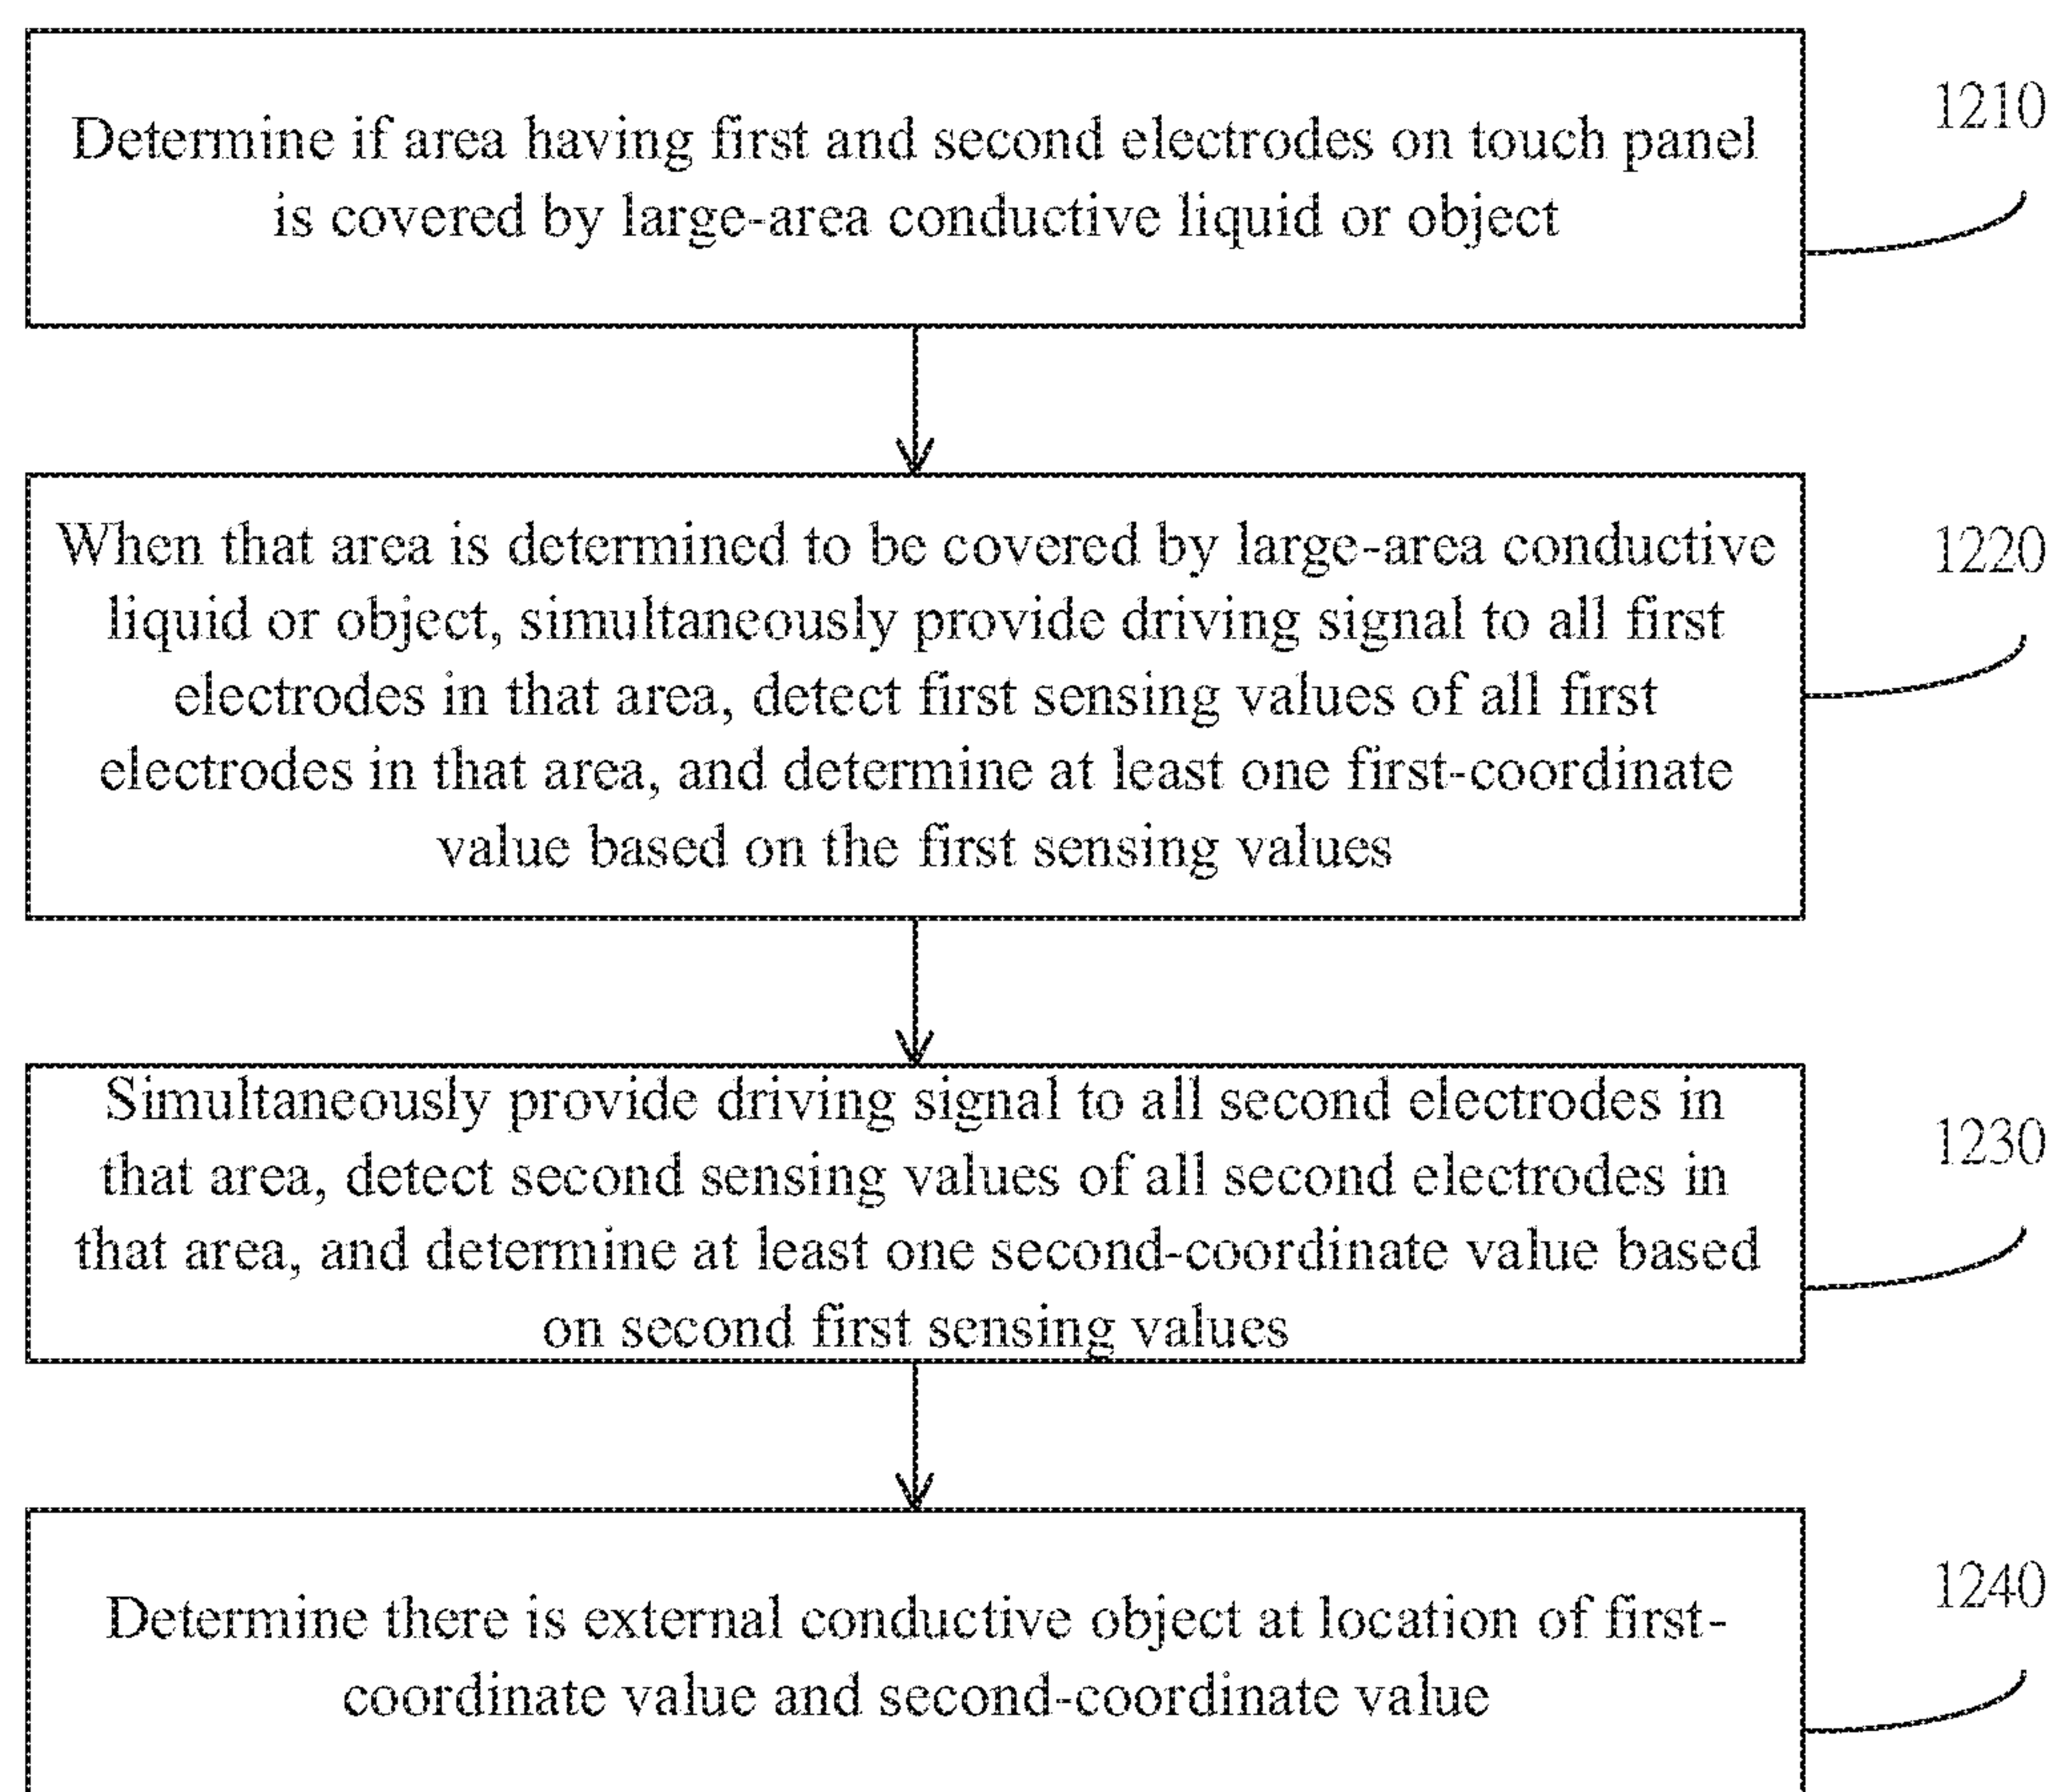 Determine if area having first and second electrodes on touch panel
is covered by large-area conductive liquid or object
1210
When that area is determined to be covered by large-area conductive
liquid or object, simultaneously provide driving signal to all first
electrodes in that area, detect first sensing values of all first
electrodes in that area, and determine at least one first-coordinate
value based on the first sensing values
1220
Simultaneously provide driving signal to all second electrodes in
that area, detect second sensing values of all second electrodes in
that area, and determine at least one second-coordinate value based
on second first sensing values
1230
Determine there is external conductive object at location of first-
coordinate value and second-coordinate value
1240